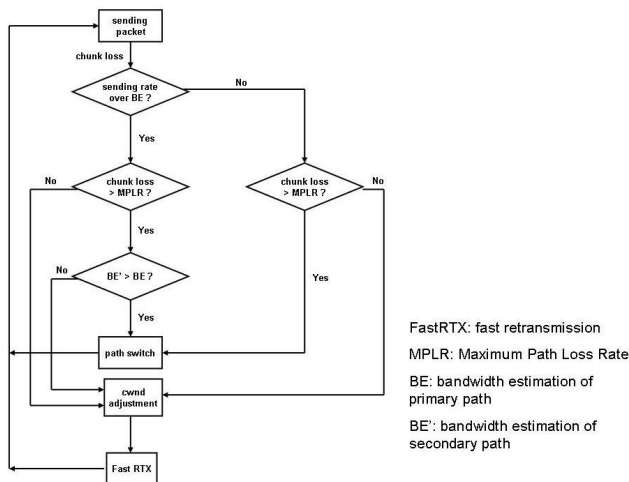 sending
packet
chunk loss
sending rate
over BE ?
No
Yes
No
chunk loss
> MPLR ?
chunk loss
> MPLR ?
No
Yes
No
BE' > BE ?
Yes
Yes
path switch
cwnd
adjustment
Fast RTX
FastRTX: fast retransmission
MPLR: Maximum Path Loss Rate
BE: bandwidth estimation of
primary path
BE’: bandwidth estimation of
secondary path